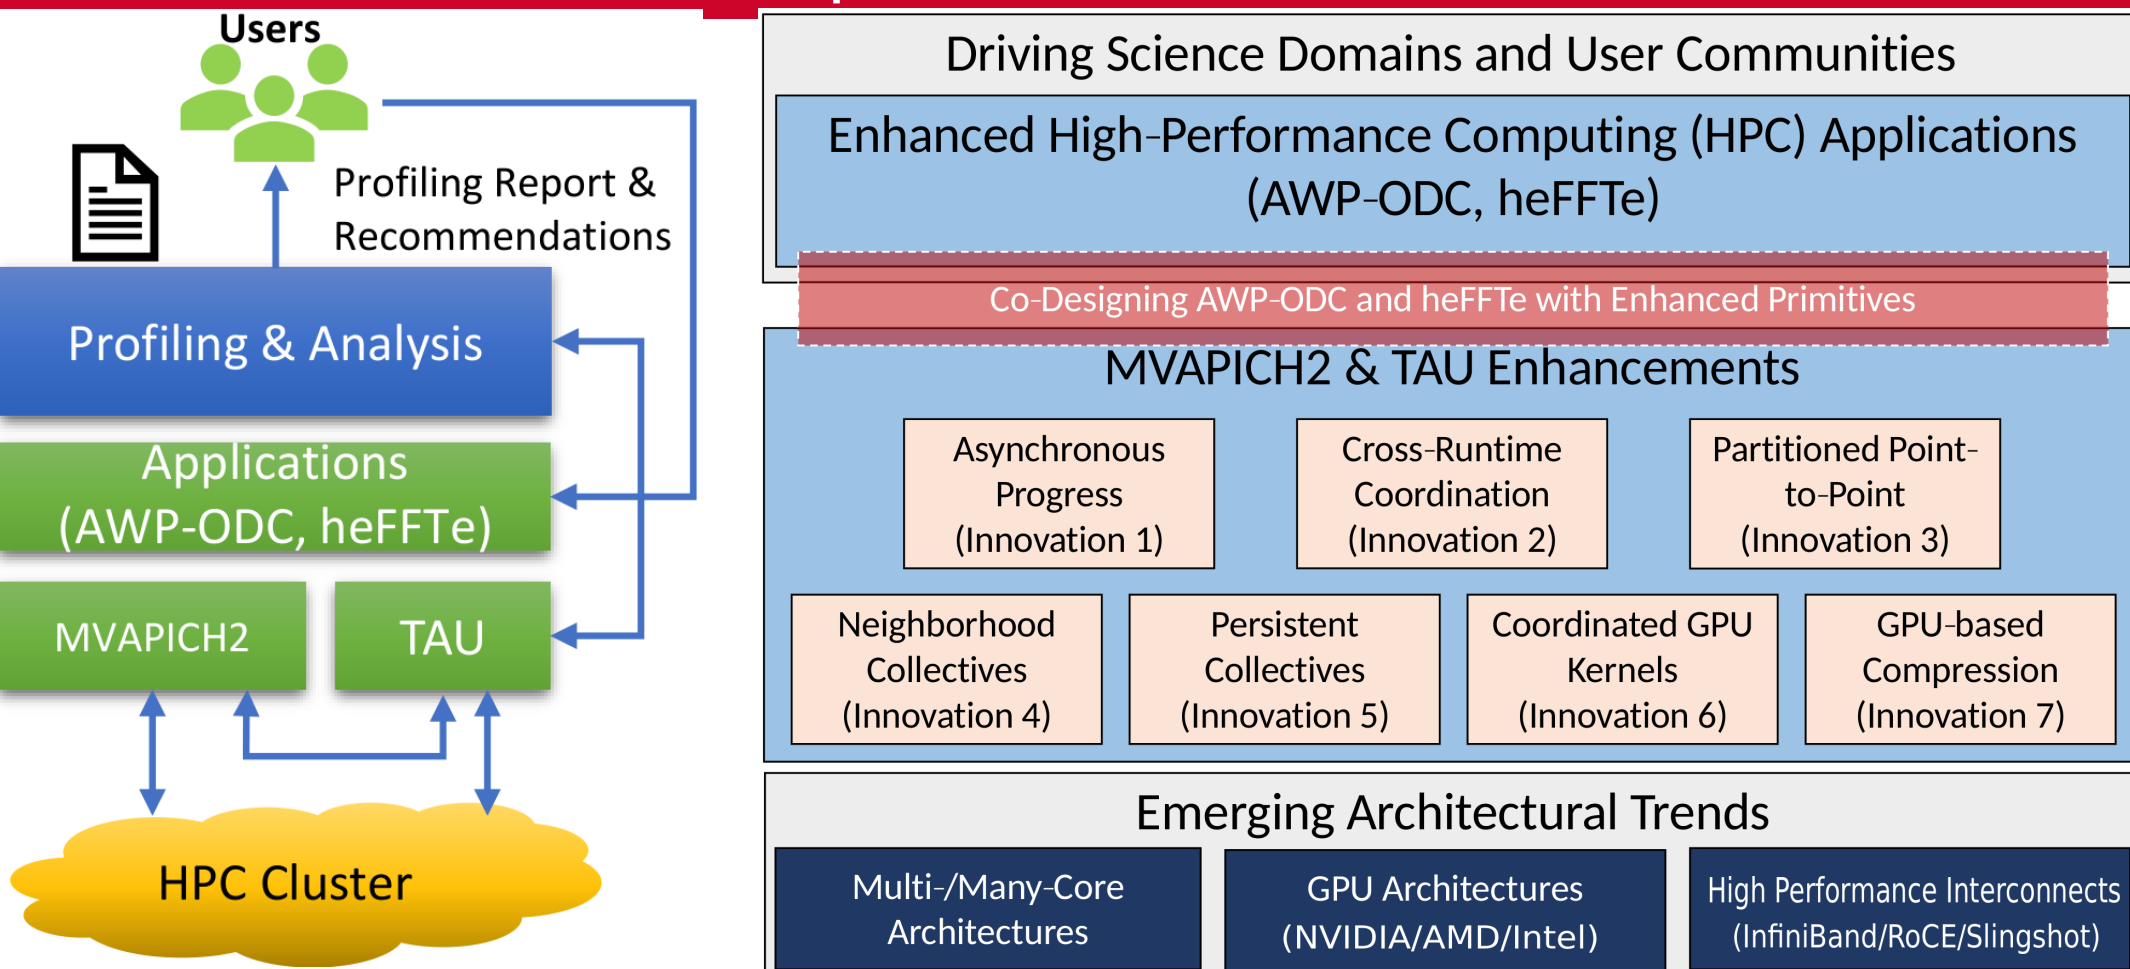 Users
Profiling Report &
Recommendations
Profiling & Analysis
Applications
(AWP-ODC, heFFTe)
MVAPICH2
TAU
HPC Cluster
Driving Science Domains and User Communities
Enhanced High-Performance Computing (HPC) Applications
(AWP-ODC, heFFTe)
Co-Designing AWP-ODC and heFFTe with Enhanced Primitives
MVAPICH2 & TAU Enhancements
Asynchronous
Progress
(Innovation 1)
Cross-Runtime
Coordination
(Innovation 2)
Partitioned Point-
to-Point
(Innovation 3)
Neighborhood
Collectives
(Innovation 4)
Persistent
Collectives
(Innovation 5)
Coordinated GPU
Kernels
(Innovation 6)
GPU-based
Compression
(Innovation 7)
Emerging Architectural Trends
Multi-/Many-Core
Architectures
GPU Architectures
(NVIDIA/AMD/Intel)
High Performance Interconnects
(InfiniBand/RoCE/Slingshot)